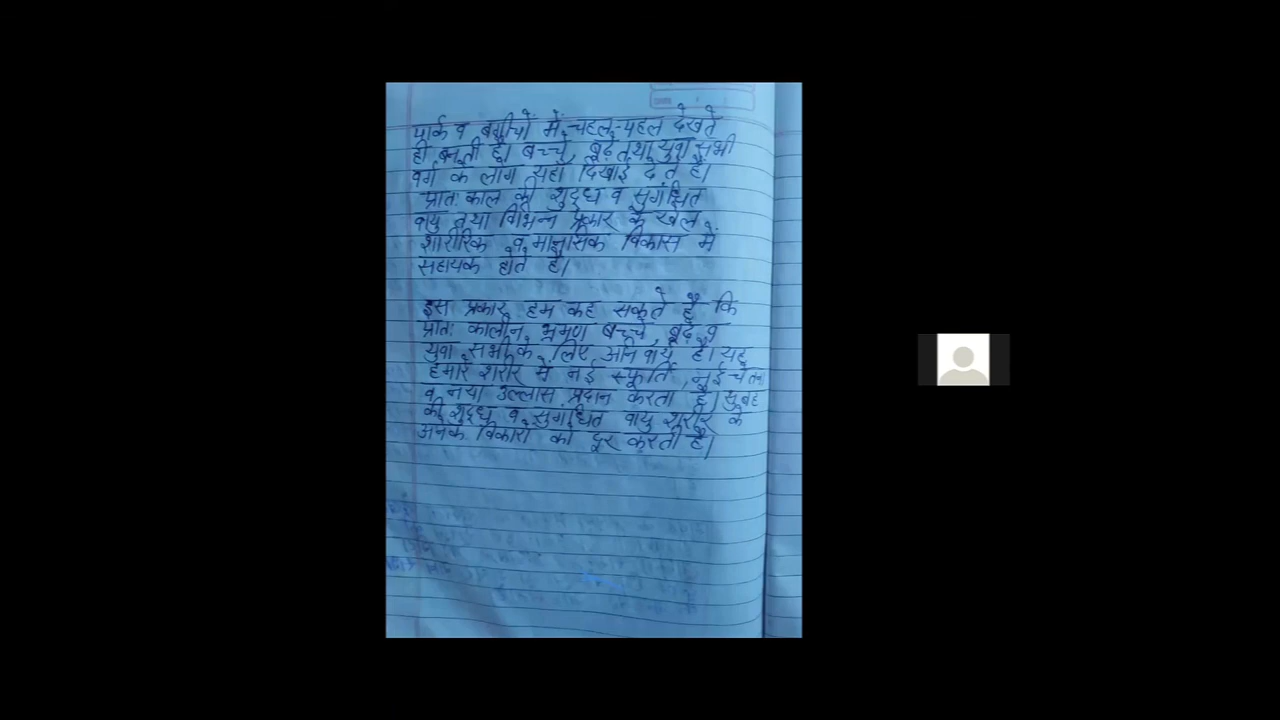 पार्क व बगीचों में चहल-पहल देखते
ही बनती है। बच्चे, बूढ़े तथा युवा सभी
वर्ग के लोग यहाँ दिखाई देते हैं।
प्रातः काल की शुद्ध व सुगंधित
वायु तथा विभिन्न प्रकार के खेल
शारीरिक व मानसिक विकास में
सहायक होते है।
इस प्रकार हम कह सकते है कि
प्रातः कालीन भ्रमण बच्चे, बूढ़े व
युवा सभी के लिए अनिवार्य है। यह
हमारे शरीर में नई स्फूर्ति, नई चेतना
व नया उल्लास प्रदान करता है। सुबह
की शुद्ध व सुगंधित वायु शरीर के
अनेक विकारों को दूर करती है।